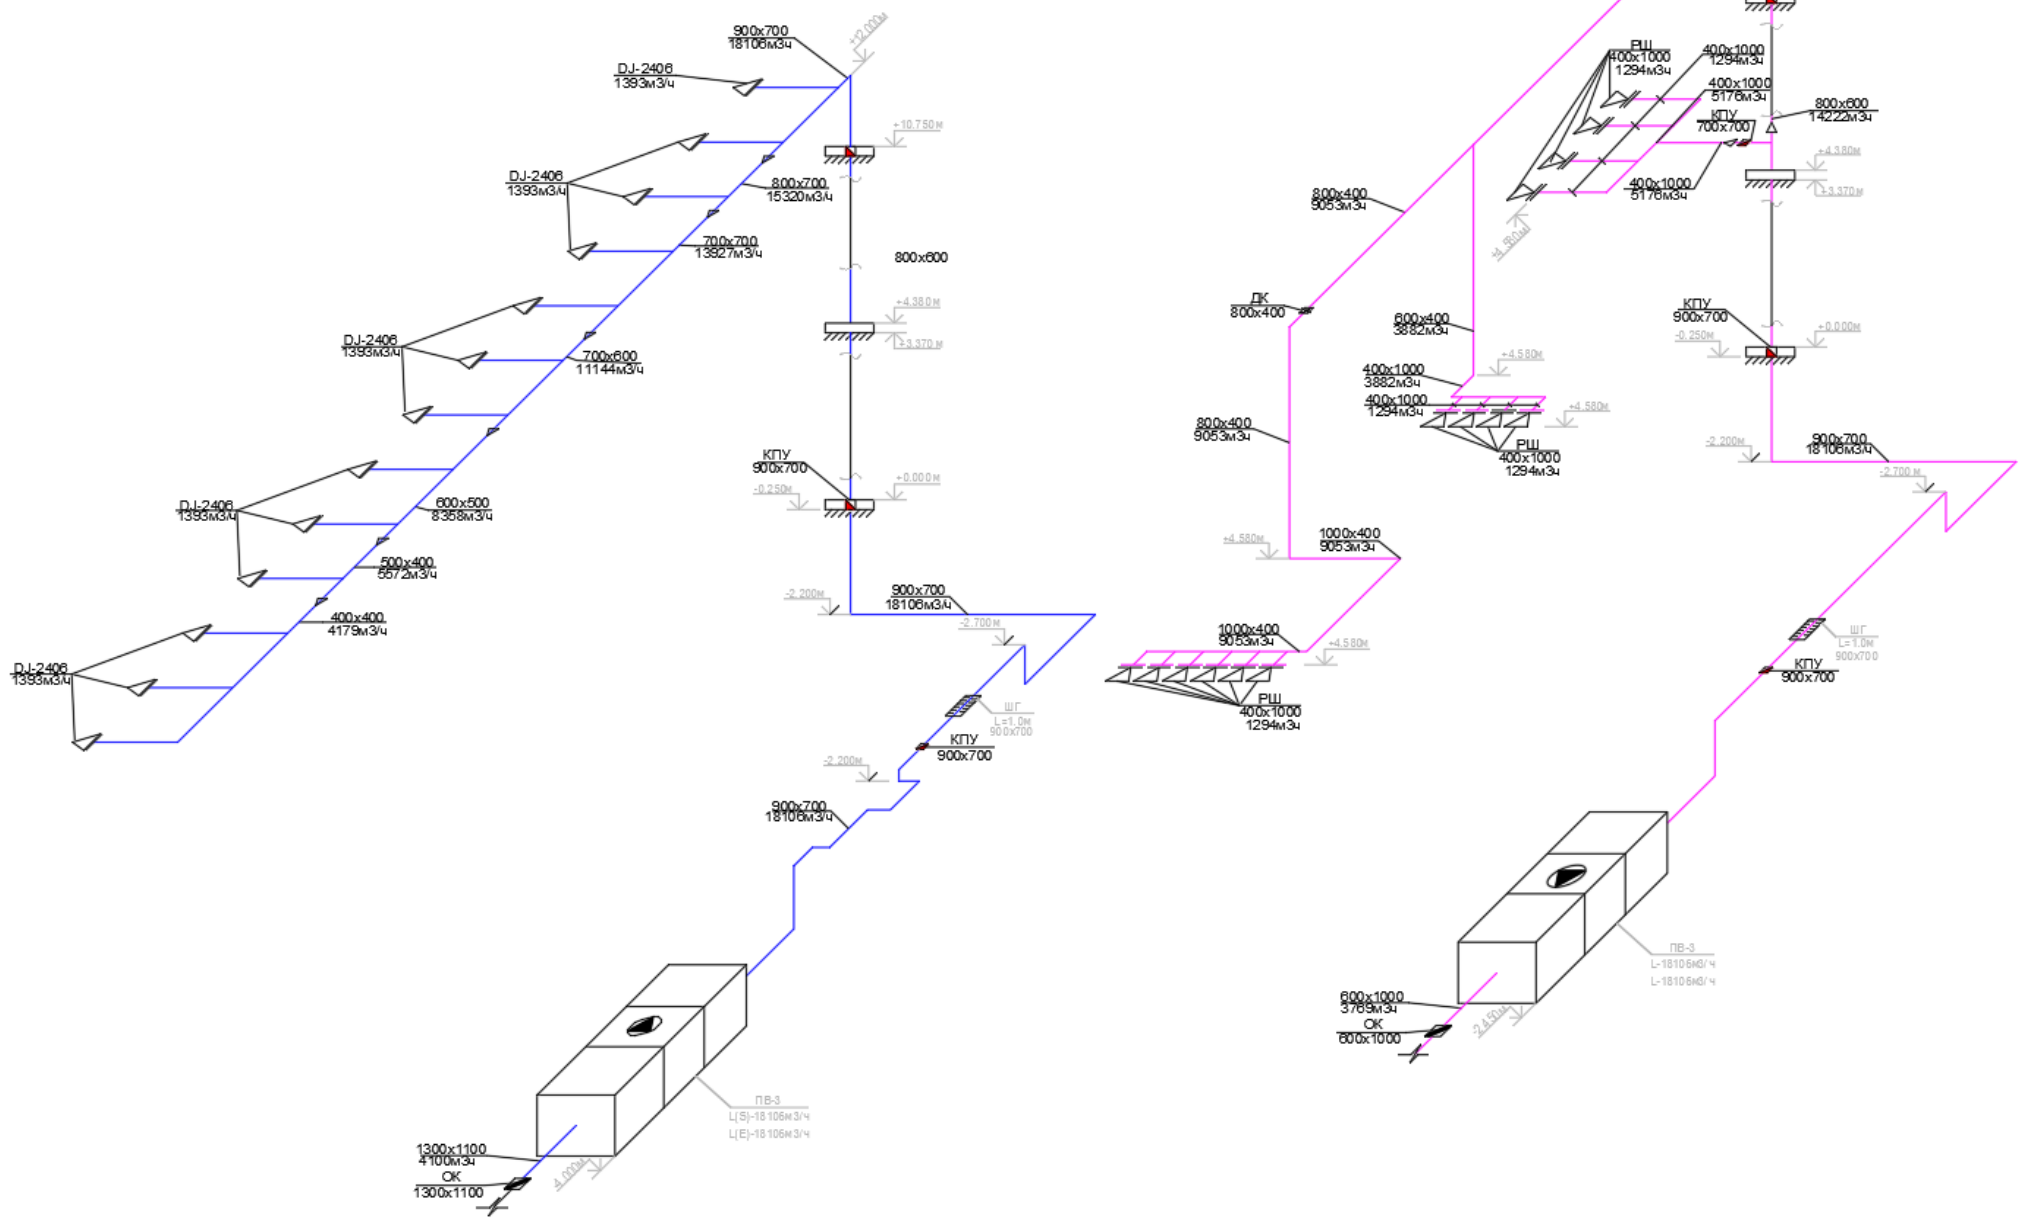 900x700
18106м3ч
+12.000м
DJ-2406
1393м3/ч
+10.750м
DJ-2406
1393м3/ч
800x700
15320м3/ч
700x700
13927м3/ч
800x600
+4.380м
+3.370м
DJ-2406
1393м3/ч
700x600
11144м3/ч
КПУ
900x700
-0.250м
+0.000м
DJ-2406
1393м3/ч
600x500
8358м3/ч
500x400
5572м3/ч
400x400
4179м3/ч
-2.200м
900x700
18106м3/ч
-2.700м
DJ-2406
1393м3/ч
ШГ
L=1.0м
900x700
КПУ
900x700
-2.200м
900x700
18106м3/ч
ПВ-3
L(S)-18106м3/ч
L(E)-18106м3/ч
1300x1100
4100м3ч
ОК
1300x1100
-4.000м
РШ
400x1000
1294м3ч
400x1000
1294м3ч
400x1000
5176м3ч
КПУ
700x700
800x600
14222м3ч
+4.380м
+3.370м
400x1000
5176м3ч
+4.580м
800x400
9053м3ч
ДК
800x400
600x400
3882м3ч
КПУ
900x700
-0.250м
+0.000м
+4.580м
400x1000
3882м3ч
400x1000
1294м3ч
+4.580м
РШ
400x1000
1294м3ч
800x400
9053м3ч
-2.200м
900x700
18106м3ч
-2.700м
+4.580м
1000x400
9053м3ч
1000x400
9053м3ч
+4.580м
РШ
400x1000
1294м3ч
ШГ
L=1.0м
900x700
КПУ
900x700
ПВ-3
L-18106м3/ч
L-18106м3/ч
600x1000
3769м3ч
ОК
600x1000
-2.450м